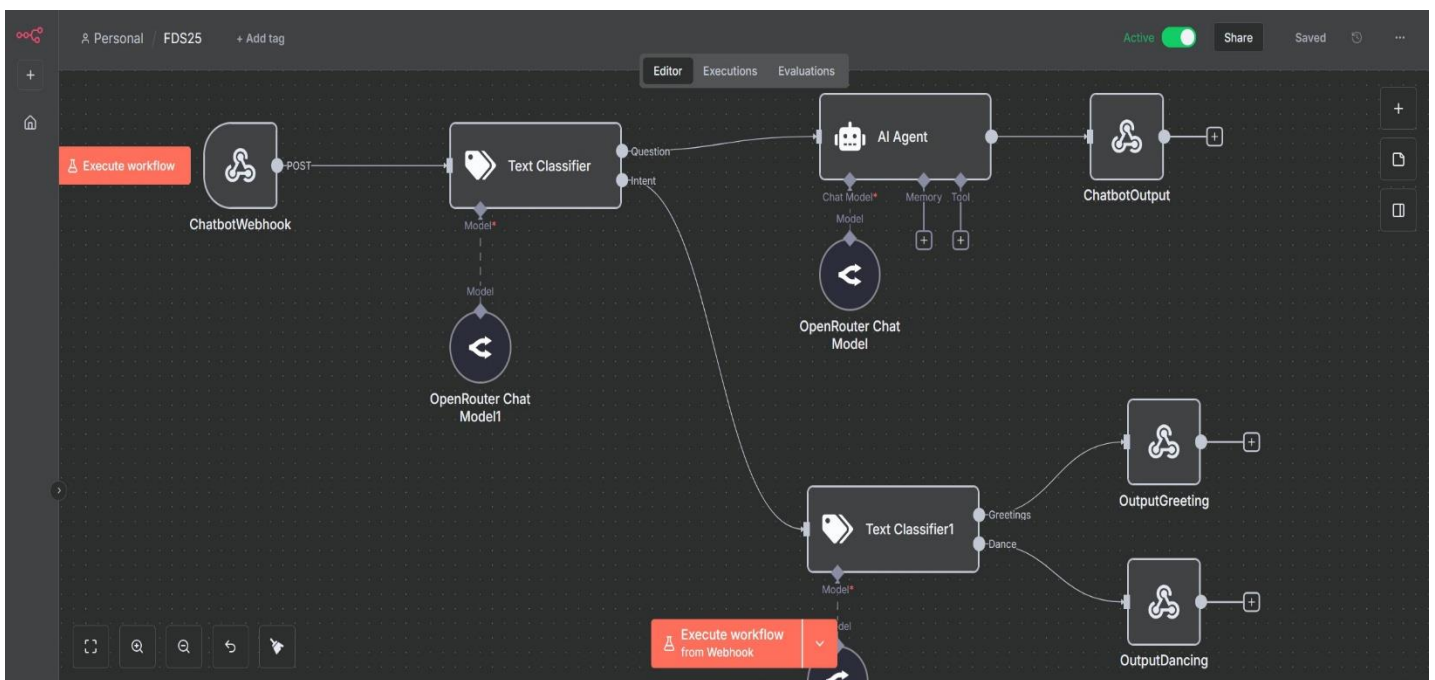 Personal / FDS25 + Add tag
Active Share Saved
Editor Executions Evaluations
Execute workflow
POST
ChatbotWebhook
Text Classifier
Question
Intent
Model*
Model
OpenRouter Chat
Model1
AI Agent
Chat Model* Memory Tool
Model
OpenRouter Chat
Model
ChatbotOutput
Text Classifier1
Greetings
Dance
Model*
OutputGreeting
OutputDancing
Execute workflow
from Webhook